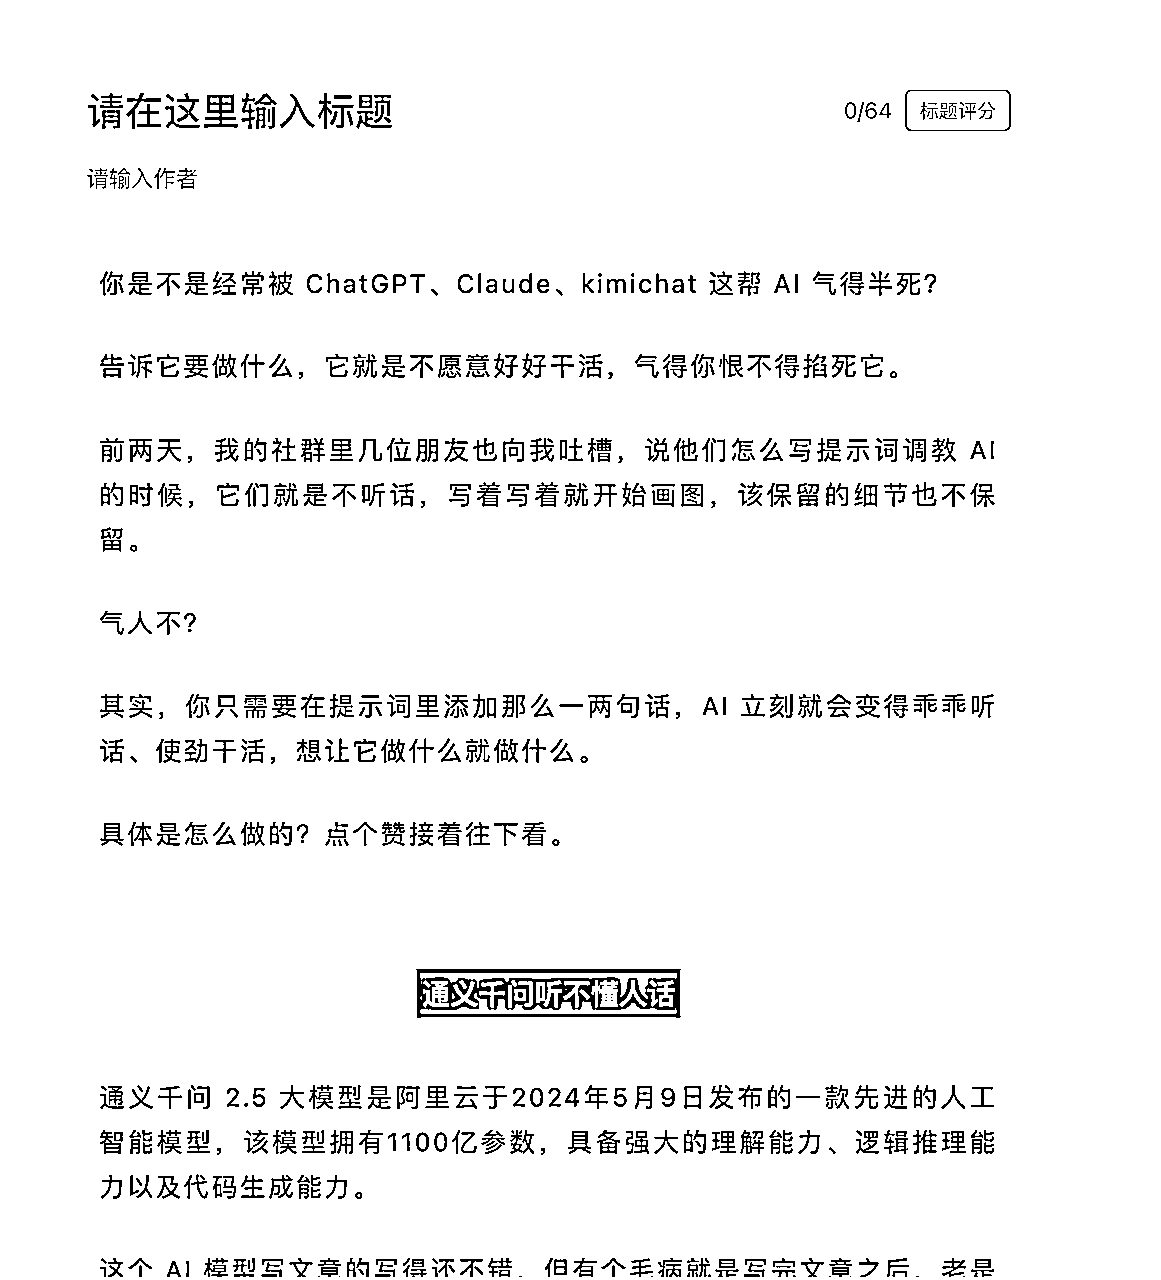 请在这里输入标题
0/64 标题评分
请输入作者
你是不是经常被 ChatGPT、Claude、kimichat 这帮 AI 气得半死？
告诉它要做什么，它就是不愿意好好干活，气得你恨不得掐死它。
前两天，我的社群里几位朋友也向我吐槽，说他们怎么写提示词调教 AI
的时候，它们就是不听话，写着写着就开始画图，该保留的细节也不保
留。
气人不？
其实，你只需要在提示词里添加那么一两句话，AI 立刻就会变得乖乖听
话、使劲干活，想让它做什么就做什么。
具体是怎么做的？点个赞接着往下看。
通义千问听不懂人话
通义千问 2.5 大模型是阿里云于2024年5月9日发布的一款先进的人工
智能模型，该模型拥有1100亿参数，具备强大的理解能力、逻辑推理能
力以及代码生成能力。
这个 AI 模型写文章的写得还不错，但有个毛病就是写完文章之后，老是